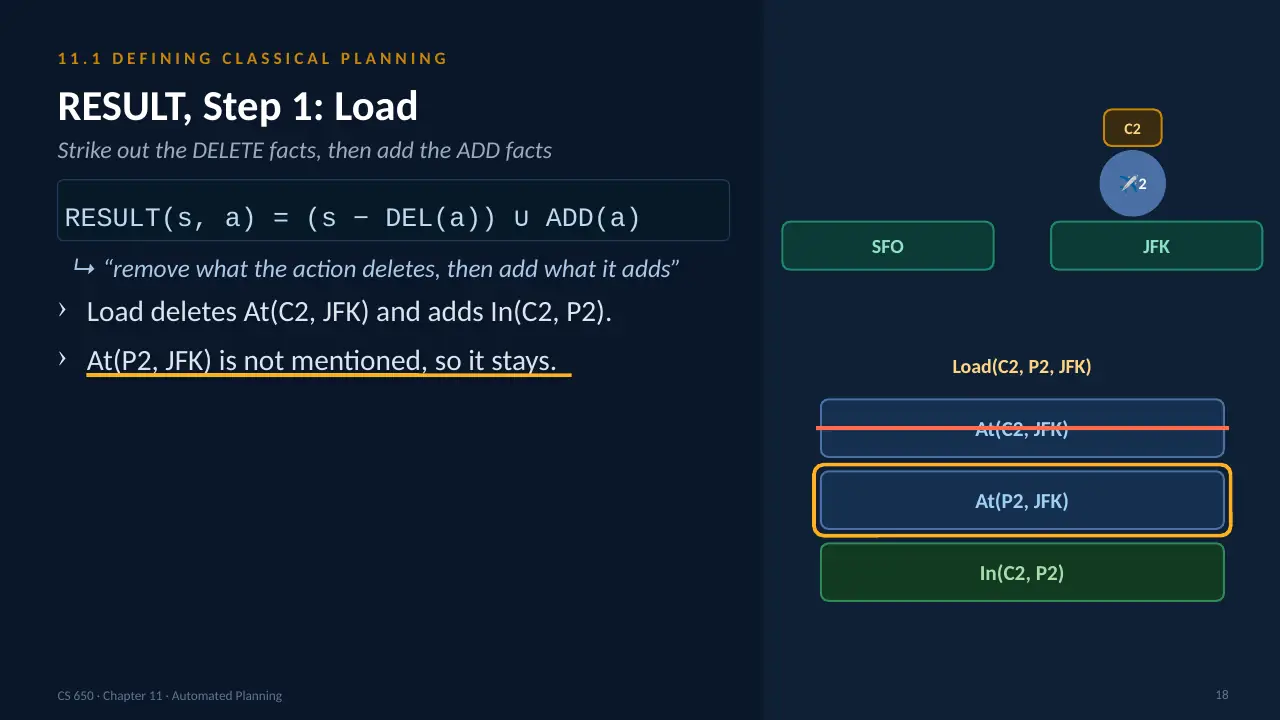 11.1 DEFINING CLASSICAL PLANNING
RESULT, Step 1: Load
Strike out the DELETE facts, then add the ADD facts
RESULT(s, a) = (s − DEL(a)) ∪ ADD(a)
↪ “remove what the action deletes, then add what it adds”
› Load deletes At(C2, JFK) and adds In(C2, P2).
› At(P2, JFK) is not mentioned, so it stays.
C2
✈️2
SFO
JFK
Load(C2, P2, JFK)
At(C2, JFK)
At(P2, JFK)
In(C2, P2)
CS 650 · Chapter 11 · Automated Planning
18